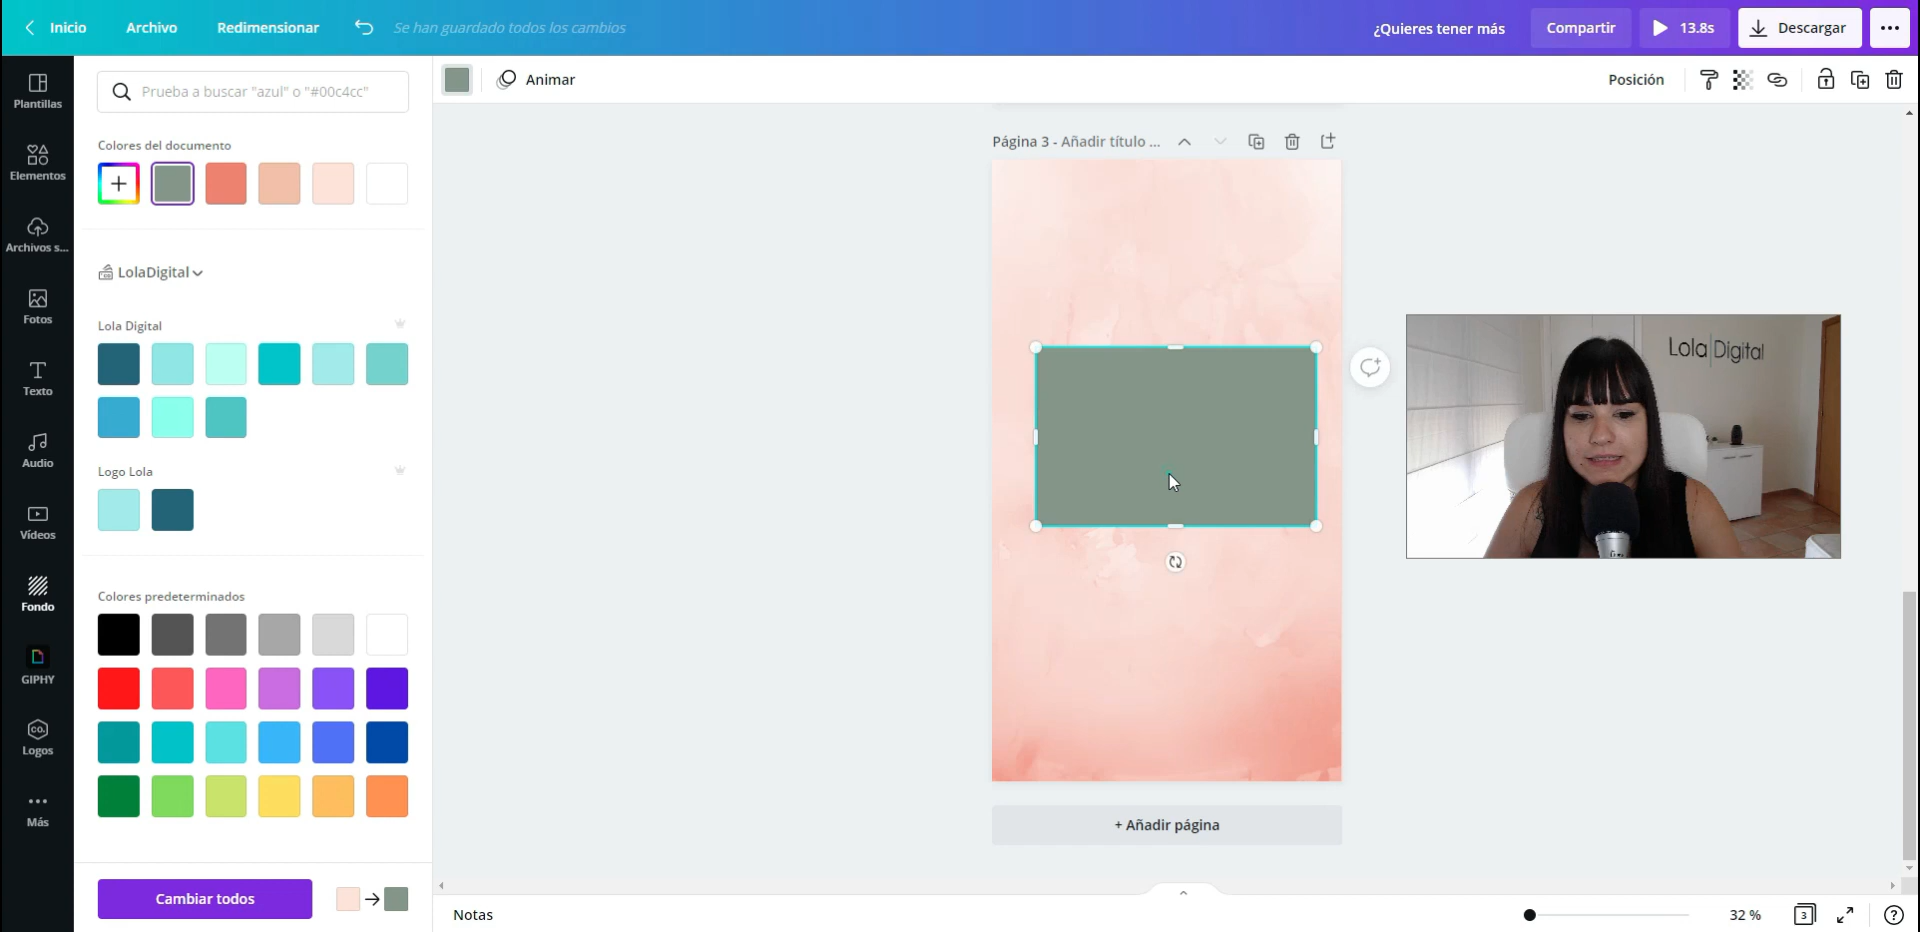 Inicio
Archivo
Redimensionar
Se han guardado todos los cambios
¿Quieres tener más
Compartir
13.8s
Descargar
Plantillas
Elementos
Archivos s...
Fotos
Texto
Audio
Vídeos
Fondo
GIPHY
CO.
Logos
Más
Prueba a buscar "azul" o "#00c4cc"
Colores del documento
LolaDigital
Lola Digital
Logo Lola
Colores predeterminados
Cambiar todos
Animar
Posición
Página 3 - Añadir título ...
Lola Digital
+ Añadir página
Notas
32 %
3
?